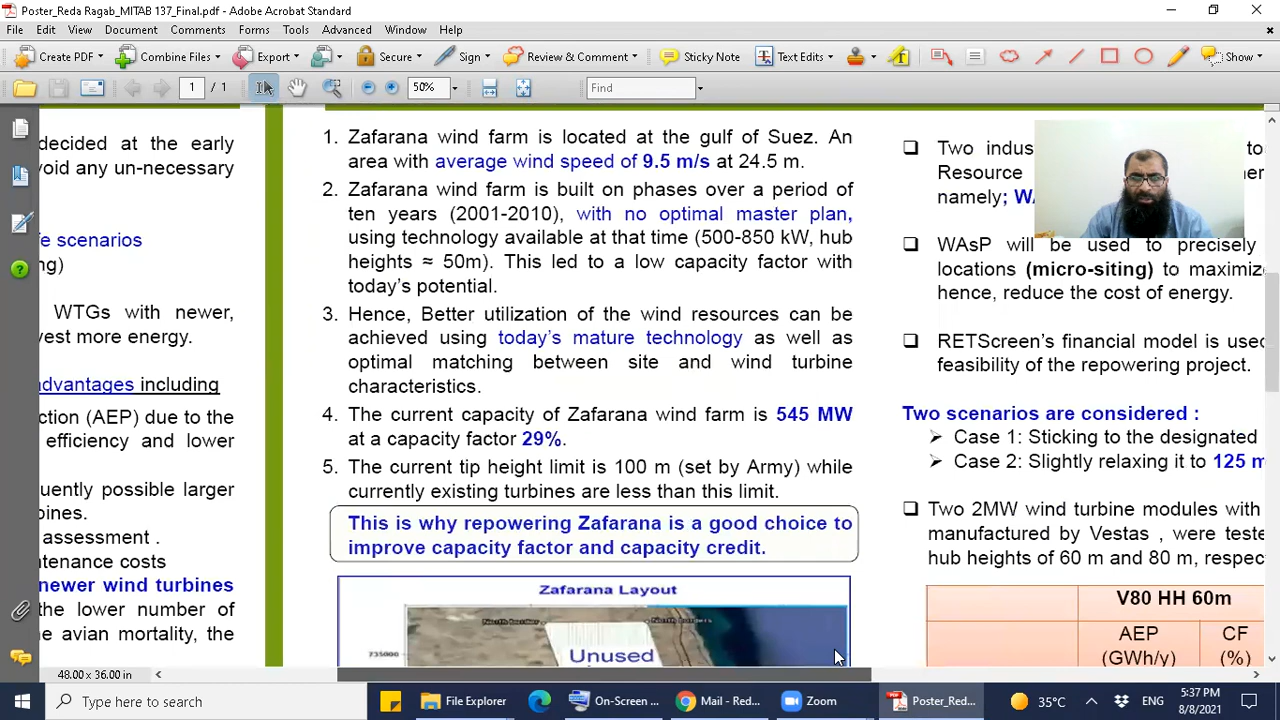 Poster_Reda Ragab_MITAB 137_Final.pdf - Adobe Acrobat Standard
File Edit View Document Comments Forms Tools Advanced Window Help
Create PDF Combine Files Secure Sign Review & Comment Sticky Note Text Edits Show
1 / 1 50% Find
decided at the early
void any un-necessary
fe scenarios
ng)
WTGs with newer,
vest more energy.
advantages including
ction (AEP) due to the
efficiency and lower
quently possible larger
bines.
assessment .
ntenance costs
newer wind turbines
the lower number of
ne avian mortality, the
1. Zafarana wind farm is located at the gulf of Suez. An
area with average wind speed of 9.5 m/s at 24.5 m.
2. Zafarana wind farm is built on phases over a period of
ten years (2001-2010), with no optimal master plan,
using technology available at that time (500-850 kW, hub
heights ≈ 50m). This led to a low capacity factor with
today's potential.
3. Hence, Better utilization of the wind resources can be
achieved using today's mature technology as well as
optimal matching between site and wind turbine
characteristics.
4. The current capacity of Zafarana wind farm is 545 MW
at a capacity factor 29%.
5. The current tip height limit is 100 m (set by Army) while
currently existing turbines are less than this limit.
This is why repowering Zafarana is a good choice to
improve capacity factor and capacity credit.
Zafarana Layout
North borders
735000
Unused
Two indus
Resource
namely; WA
WAsP will be used to precisely
locations (micro-siting) to maximize
hence, reduce the cost of energy.
RETScreen's financial model is used
feasibility of the repowering project.
Two scenarios are considered :
Case 1: Sticking to the designated
Case 2: Slightly relaxing it to 125 m
Two 2MW wind turbine modules with
manufactured by Vestas , were teste
hub heights of 60 m and 80 m, respec
V80 HH 60m
AEP CF
(GWh/y) (%)
48.00 x 36.00 in
Type here to search File Explorer On-Screen ... Mail - Red... Zoom Poster_Red... 35°C ENG
5:37 PM
8/8/2021